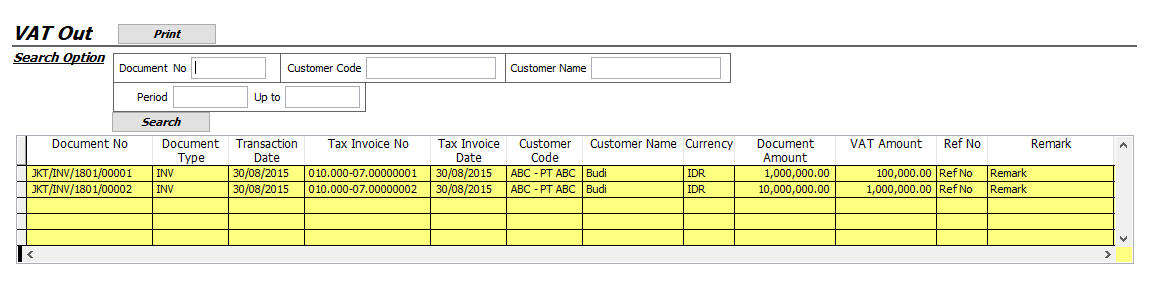 VAT Out Print
Search Option
Document No Customer Code Customer Name
Period Up to
Search
Document No Document Type Transaction Date Tax Invoice No Tax Invoice Date Customer Code Customer Name Currency Document Amount VAT Amount Ref No Remark
JKT/INV/1801/00001 INV 30/08/2015 010.000-07.00000001 30/08/2015 ABC - PT ABC Budi IDR 1,000,000.00 100,000.00 Ref No Remark
JKT/INV/1801/00002 INV 30/08/2015 010.000-07.00000002 30/08/2015 ABC - PT ABC Budi IDR 10,000,000.00 1,000,000.00 Ref No Remark